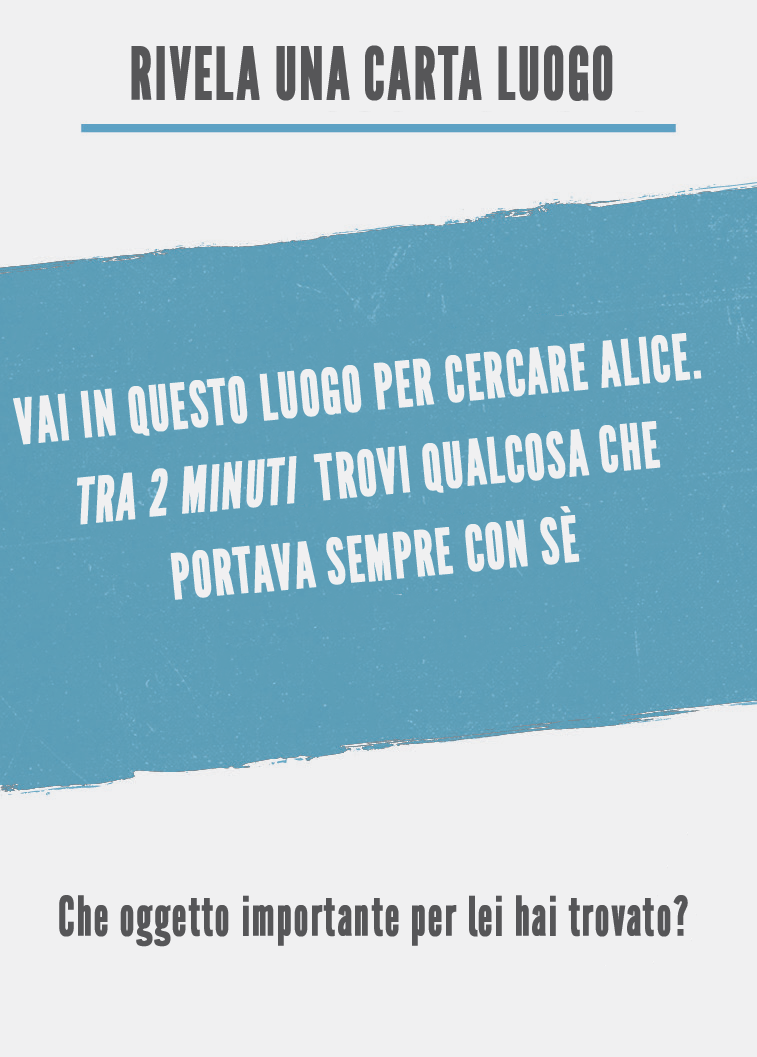 RIVELA UNA CARTA LUOGO
VAI IN QUESTO LUOGO PER CERCARE ALICE.
TRA 2 MINUTI TROVI QUALCOSA CHE
PORTAVA SEMPRE CON SÈ
Che oggetto importante per lei hai trovato?